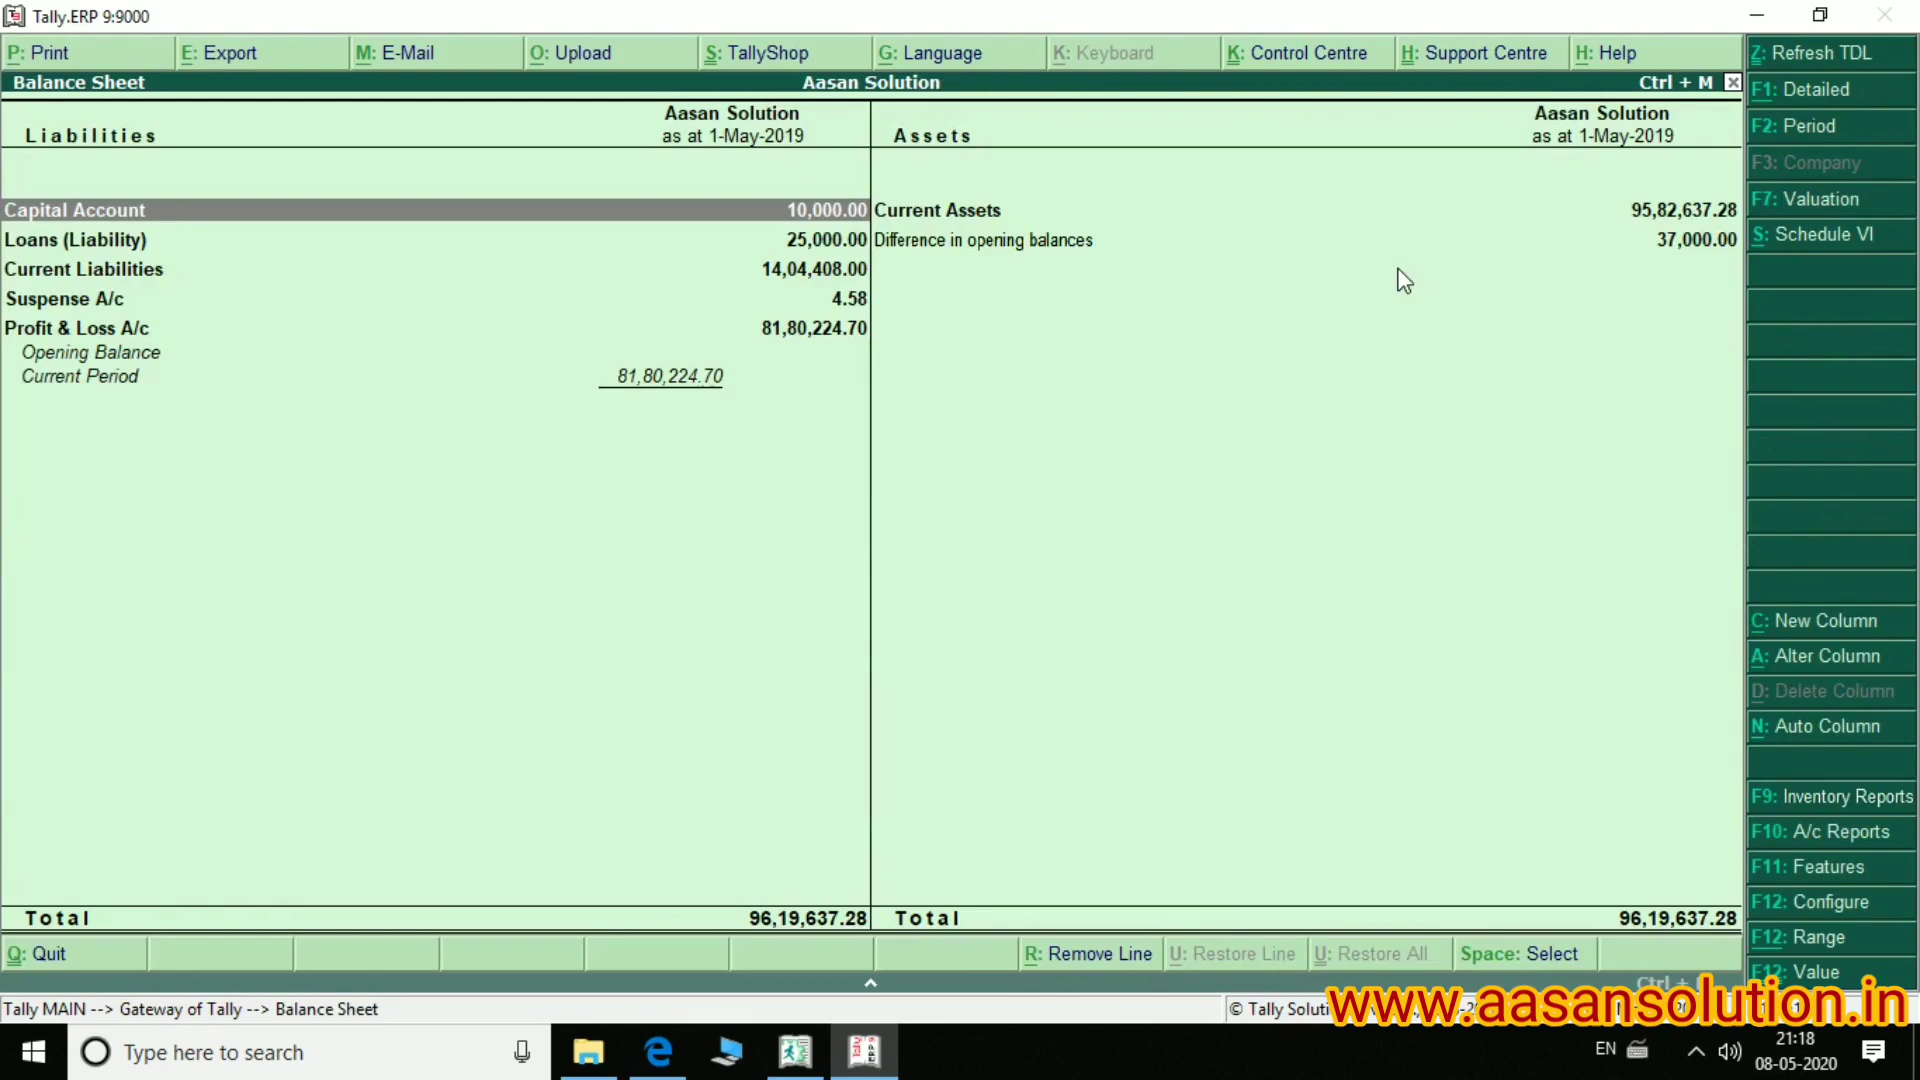 Tally.ERP 9:9000
P: Print E: Export M: E-Mail O: Upload S: TallyShop G: Language K: Keyboard K: Control Centre H: Support Centre H: Help
Balance Sheet Aasan Solution Ctrl + M
Liabilities Aasan Solution as at 1-May-2019 Assets Aasan Solution as at 1-May-2019
Capital Account 10,000.00 Current Assets 95,82,637.28
Loans (Liability) 25,000.00 Difference in opening balances 37,000.00
Current Liabilities 14,04,408.00
Suspense A/c 4.58
Profit & Loss A/c 81,80,224.70
Opening Balance
Current Period 81,80,224.70
Total 96,19,637.28 Total 96,19,637.28
Q: Quit R: Remove Line U: Restore Line U: Restore All Space: Select
Z: Refresh TDL
F1: Detailed
F2: Period
F3: Company
F7: Valuation
S: Schedule VI
C: New Column
A: Alter Column
D: Delete Column
N: Auto Column
F9: Inventory Reports
F10: A/c Reports
F11: Features
F12: Configure
F12: Range
F12: Value
Ctrl +
Tally MAIN --> Gateway of Tally --> Balance Sheet © Tally
www.aasansolution.in
Type here to search EN 21:18
08-05-2020